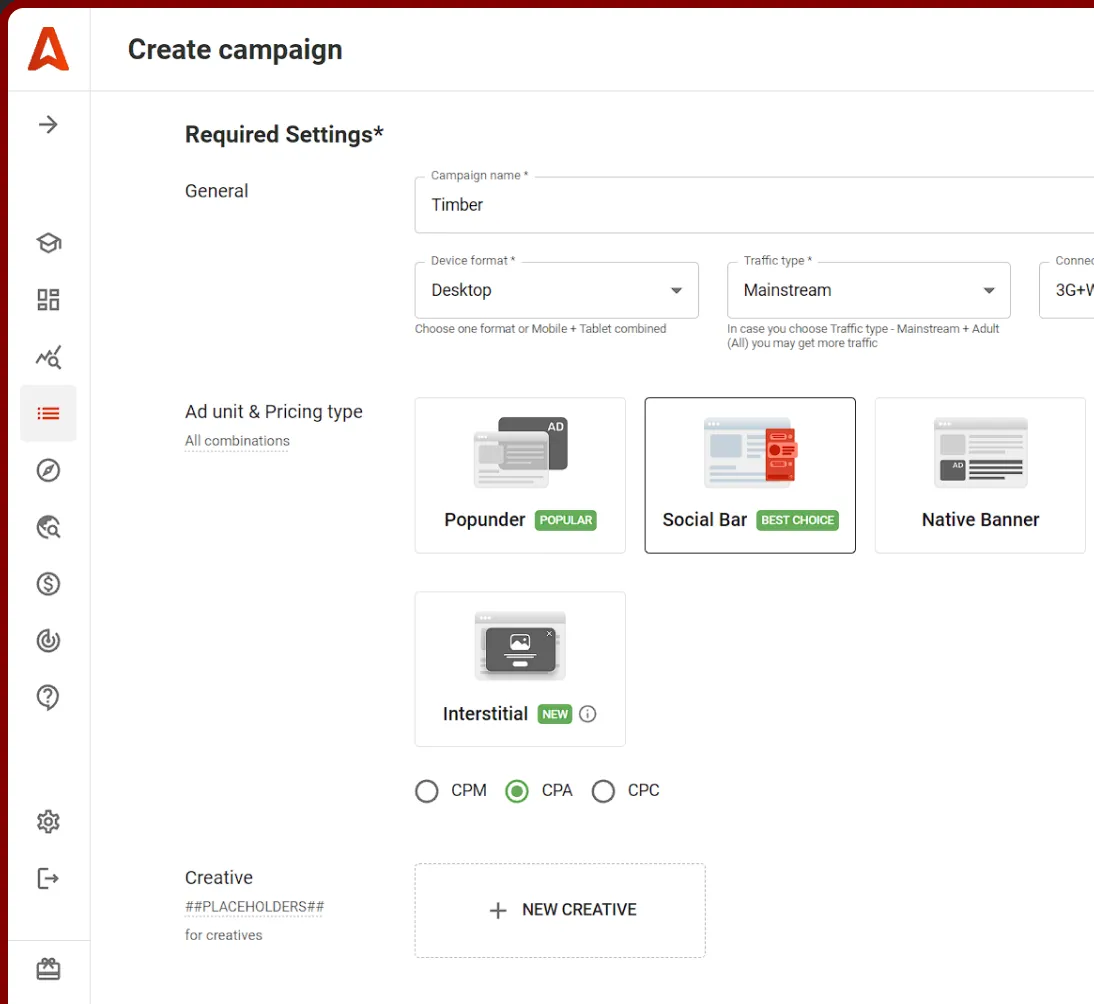 Create campaign
Required Settings*
General
Campaign name *
Timber
Device format *
Desktop
Choose one format or Mobile + Tablet combined
Traffic type *
Mainstream
In case you choose Traffic type - Mainstream + Adult
(All) you may get more traffic
Connec
3G+W
Ad unit & Pricing type
All combinations
AD
Popunder POPULAR
Social Bar BEST CHOICE
AD
Native Banner
Interstitial NEW
CPM CPA CPC
Creative
##PLACEHOLDERS##
for creatives
NEW CREATIVE